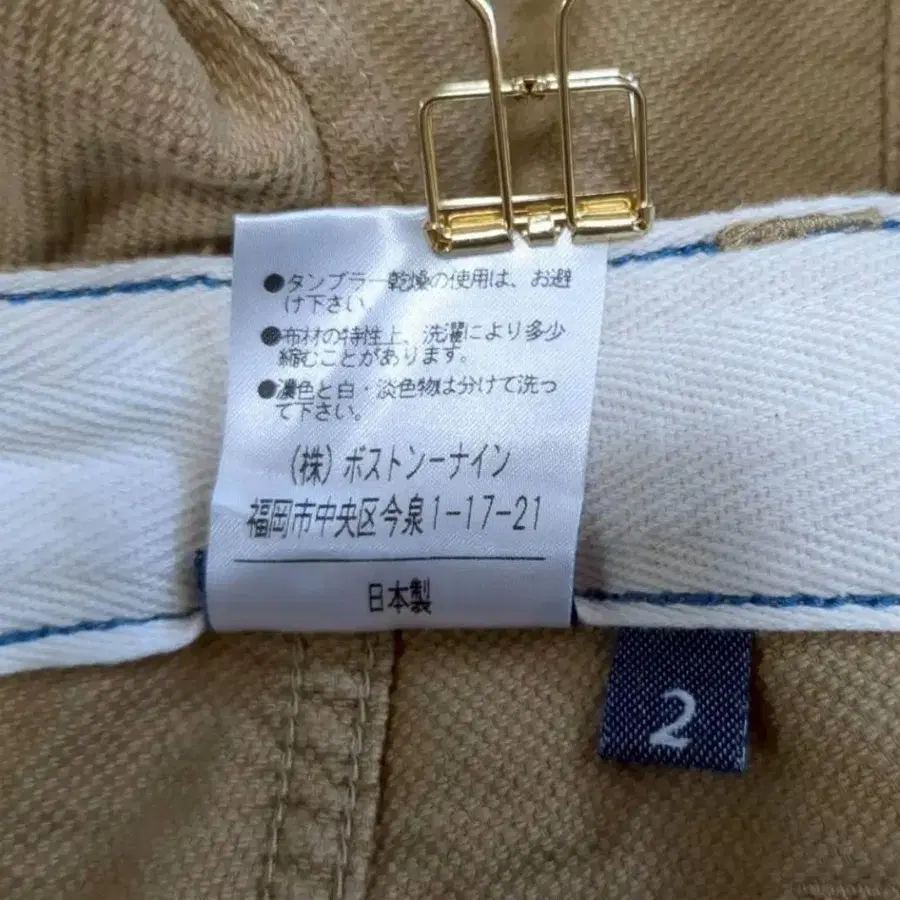 ●タンブラー乾燥の使用は、お避
け下さい。
●布材の特性上、洗濯により多少
縮むことがあります。
●濃色と白・淡色物は分けて洗っ
て下さい。
(株)ボストンーナイン
福岡市中央区今泉1-17-21
日本製
2